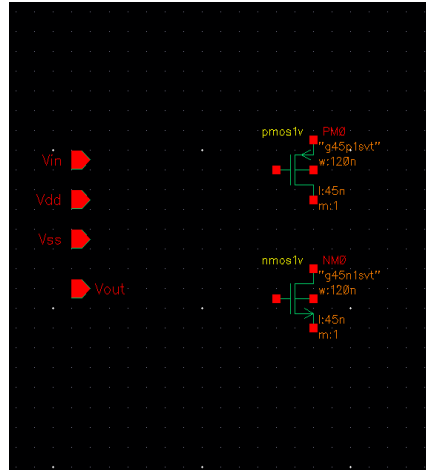 pmos1v PM0
"g45p1svt"
w:120n
l:45n
m:1
Vin
Vdd
Vss
Vout
nmos1v NM0
"g45n1svt"
w:120n
l:45n
m:1